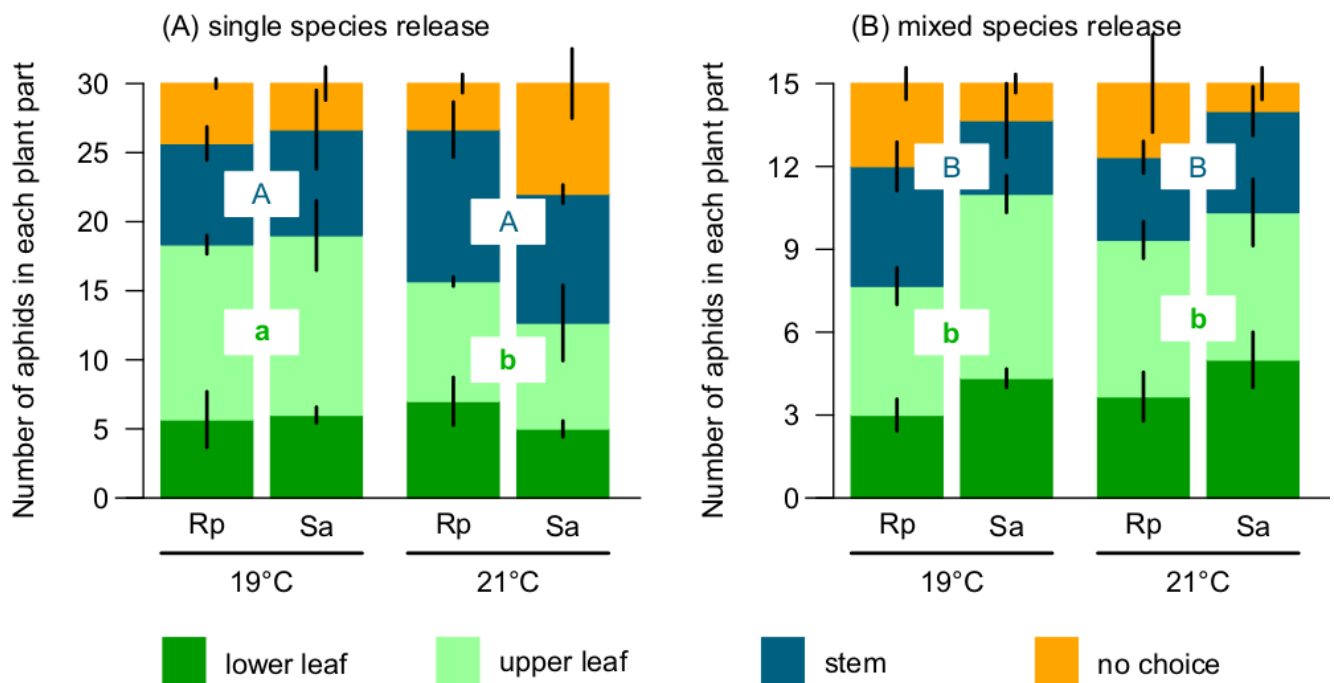 (A) single species release
Number of aphids in each plant part
30
25
20
15
10
5
0
A
A
a
b
Rp Sa Rp Sa
19°C 21°C
(B) mixed species release
Number of aphids in each plant part
15
12
9
6
3
0
B
B
b
b
Rp Sa Rp Sa
19°C 21°C
lower leaf upper leaf stem no choice